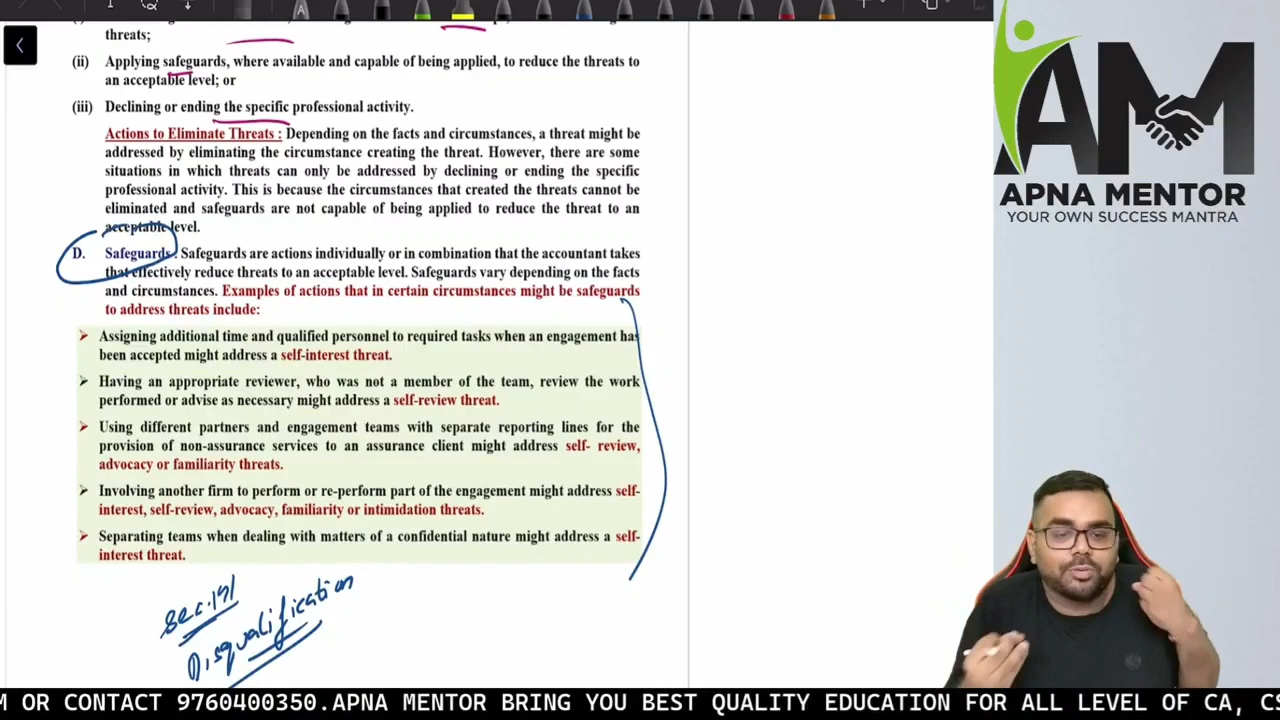 threats;
(ii) Applying safeguards, where available and capable of being applied, to reduce the threats to
an acceptable level; or
(iii) Declining or ending the specific professional activity.
Actions to Eliminate Threats : Depending on the facts and circumstances, a threat might be
addressed by eliminating the circumstance creating the threat. However, there are some
situations in which threats can only be addressed by declining or ending the specific
professional activity. This is because the circumstances that created the threats cannot be
eliminated and safeguards are not capable of being applied to reduce the threat to an
acceptable level.
D. Safeguards : Safeguards are actions individually or in combination that the accountant takes
that effectively reduce threats to an acceptable level. Safeguards vary depending on the facts
and circumstances. Examples of actions that in certain circumstances might be safeguards
to address threats include:
Assigning additional time and qualified personnel to required tasks when an engagement has
been accepted might address a self-interest threat.
Having an appropriate reviewer, who was not a member of the team, review the work
performed or advise as necessary might address a self-review threat.
Using different partners and engagement teams with separate reporting lines for the
provision of non-assurance services to an assurance client might address self- review,
advocacy or familiarity threats.
Involving another firm to perform or re-perform part of the engagement might address self-
interest, self-review, advocacy, familiarity or intimidation threats.
Separating teams when dealing with matters of a confidential nature might address a self-
interest threat.
Disqualification
AM
APNA MENTOR
YOUR OWN SUCCESS MANTRA
M OR CONTACT 9760400350.APNA MENTOR BRING YOU BEST QUALITY EDUCATION FOR ALL LEVEL OF CA, CS